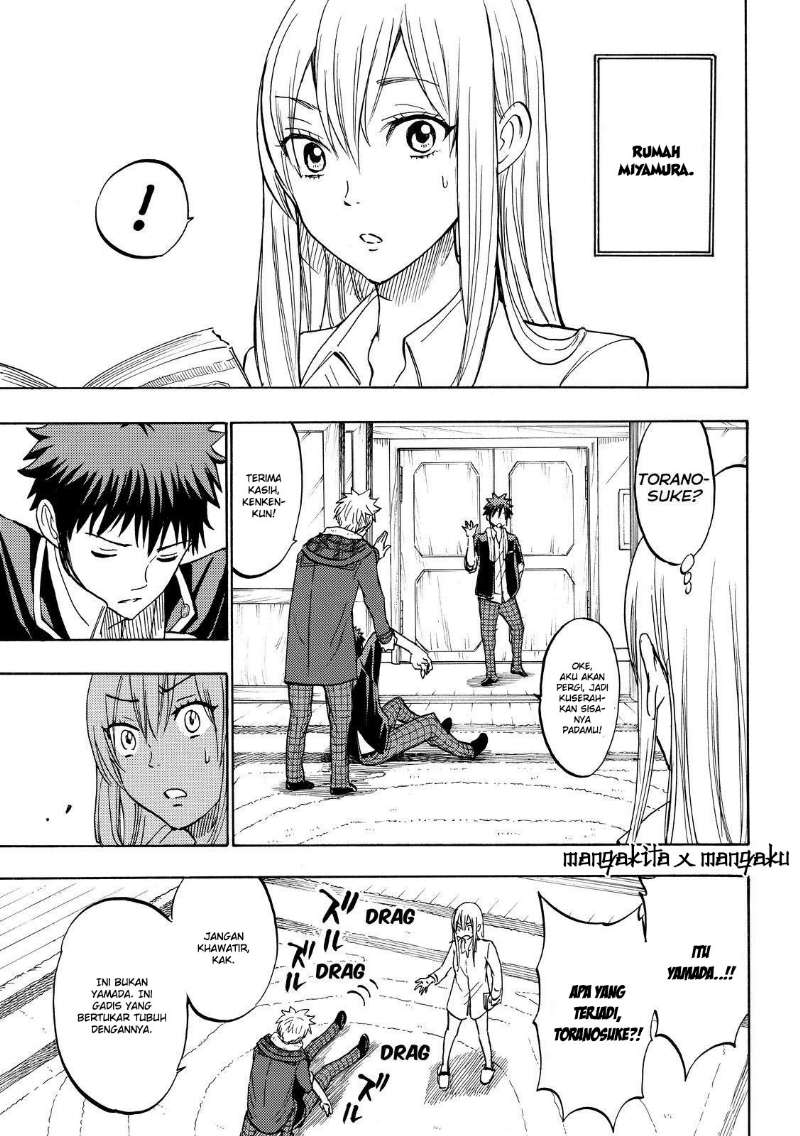 RUMAH
MIYAMURA.
!
TORANO-
SUKE?
TERIMA
KASIH,
KENKEN-
KUN!
OKE,
AKU AKAN
PERGI, JADI
KUSERAH-
KAN SISA-
NYA
PADAMU!
mangakita x mangaku
ITU
YAMADA..!!
APA YANG
TERJADI,
TORANOSUKE?!
ズル
DRAG
ズル
DRAG
ズル
DRAG
JANGAN
KHAWATIR,
KAK.
INI BUKAN
YAMADA. INI
GADIS YANG
BERTUKAR TUBUH
DENGANNYA.